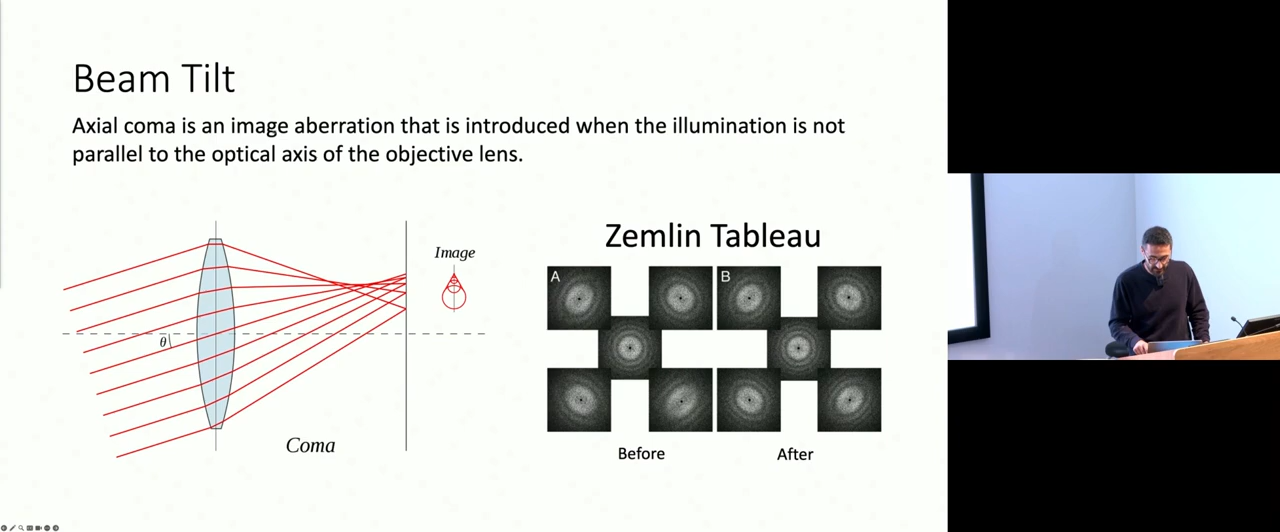 Beam Tilt
Axial coma is an image aberration that is introduced when the illumination is not
parallel to the optical axis of the objective lens.
Zemlin Tableau
Image
A
B
θ
Coma
Before
After